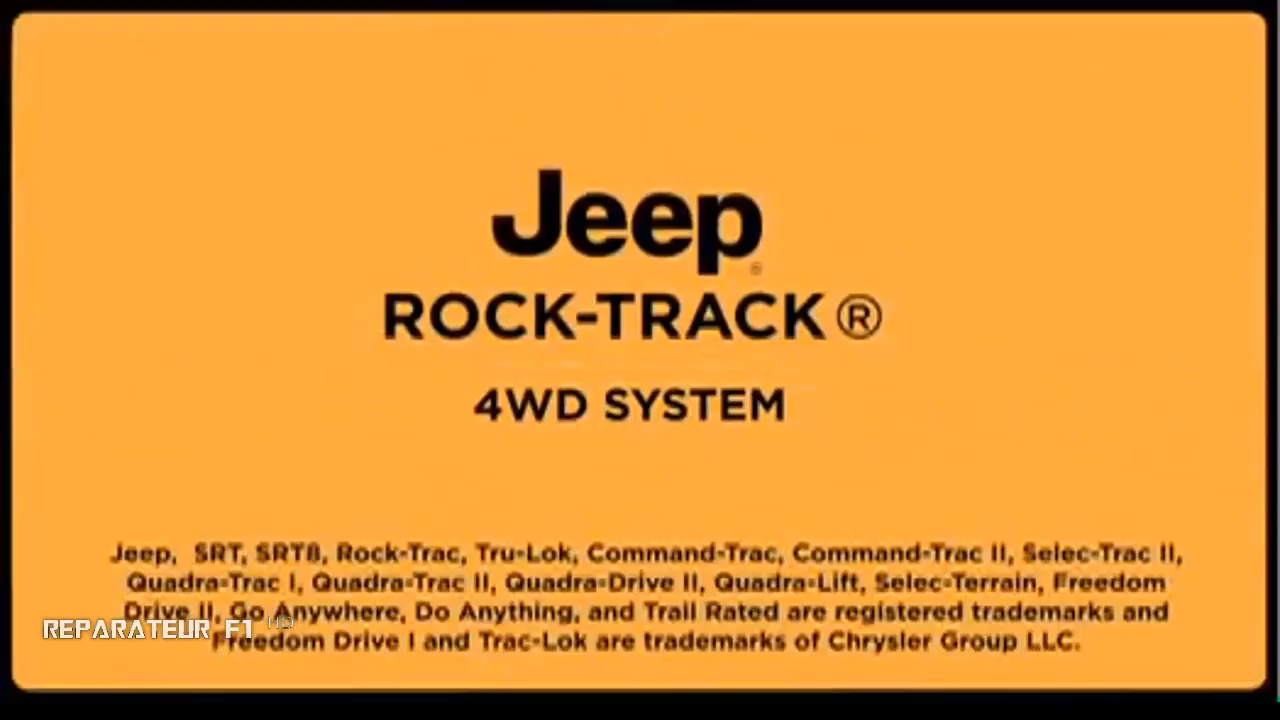 Jeep®
ROCK-TRACK®
4WD SYSTEM
Jeep, SRT, SRT8, Rock-Trac, Tru-Lok, Command-Trac, Command-Trac II, Selec-Trac II,
Quadra-Trac I, Quadra-Trac II, Quadra-Drive II, Quadra-Lift, Selec-Terrain, Freedom
Drive II, Go Anywhere, Do Anything, and Trail Rated are registered trademarks and
Freedom Drive I and Trac-Lok are trademarks of Chrysler Group LLC.
REPARATEUR F1 HD